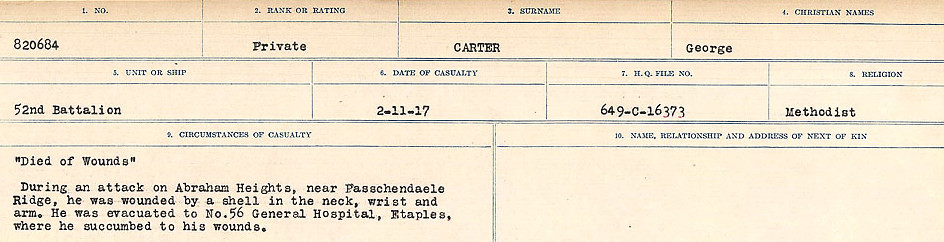 1. NO. 2. RANK OR RATING 3. SURNAME 4. CHRISTIAN NAMES
820684 Private CARTER George
5. UNIT OR SHIP 6. DATE OF CASUALTY 7. H.Q. FILE NO. 8. RELIGION
52nd Battalion 2-11-17 649-C-16373 Methodist
9. CIRCUMSTANCES OF CASUALTY 10. NAME, RELATIONSHIP AND ADDRESS OF NEXT OF KIN
"Died of Wounds"
During an attack on Abraham Heights, near Passchendaele
Ridge, he was wounded by a shell in the neck, wrist and
arm. He was evacuated to No.56 General Hospital, Etaples,
where he succumbed to his wounds.